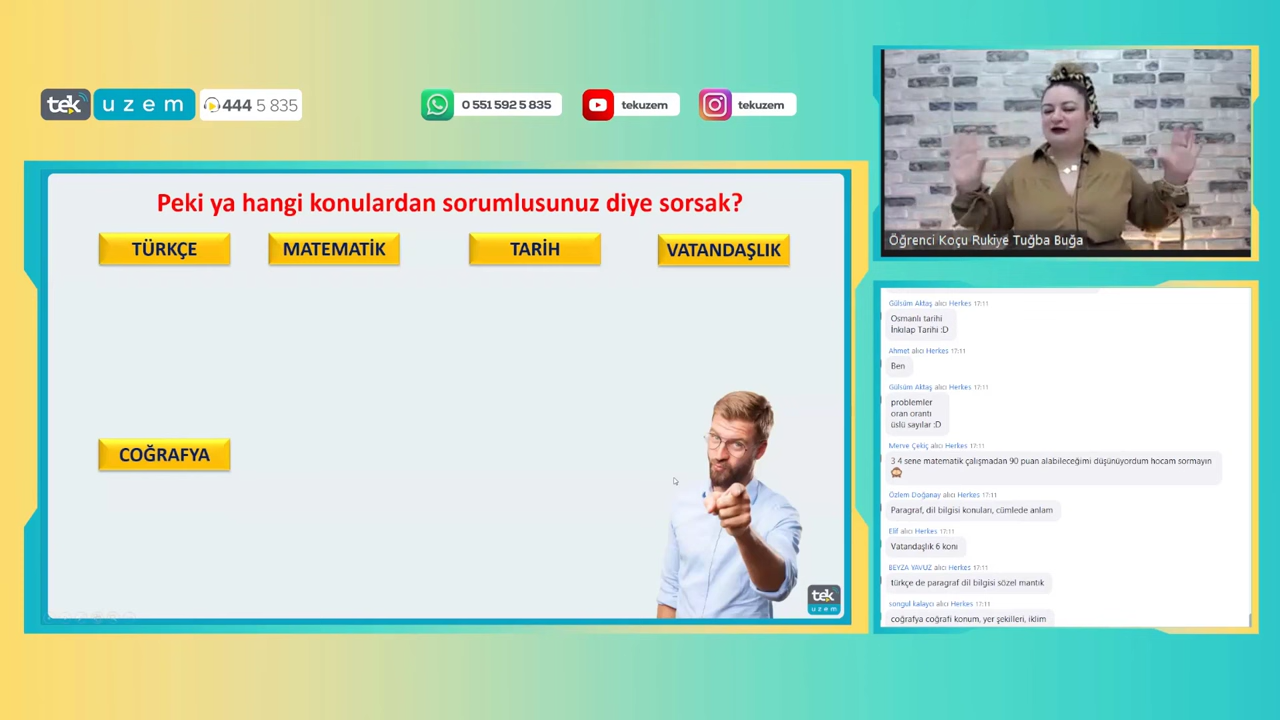 tek uzem 444 5 835
0 551 592 5 835
tekuzem
tekuzem
Peki ya hangi konulardan sorumlusunuz diye sorsak?
TÜRKÇE
MATEMATİK
TARİH
VATANDAŞLIK
COĞRAFYA
tek
uzem
Öğrenci Koçu Rukiye Tuğba Buğa
Gülsüm Aktaş alıcı Herkes 17:11
Osmanlı tarihi
İnkılap Tarihi :D
Ahmet alıcı Herkes 17:11
Ben
Gülsüm Aktaş alıcı Herkes 17:11
problemler
oran orantı
üslü sayılar :D
Merve Çekiç alıcı Herkes 17:11
3 4 sene matematik çalışmadan 90 puan alabileceğimi düşünüyordum hocam sormayın
Özlem Doğanay alıcı Herkes 17:11
Paragraf, dil bilgisi konuları, cümlede anlam
Elif alıcı Herkes 17:11
Vatandaşlık 6 konı
BEYZA YAVUZ alıcı Herkes 17:11
türkçe de paragraf dil bilgisi sözel mantık
songul kalaycı alıcı Herkes 17:11
coğrafya coğrafi konum, yer şekilleri, iklim